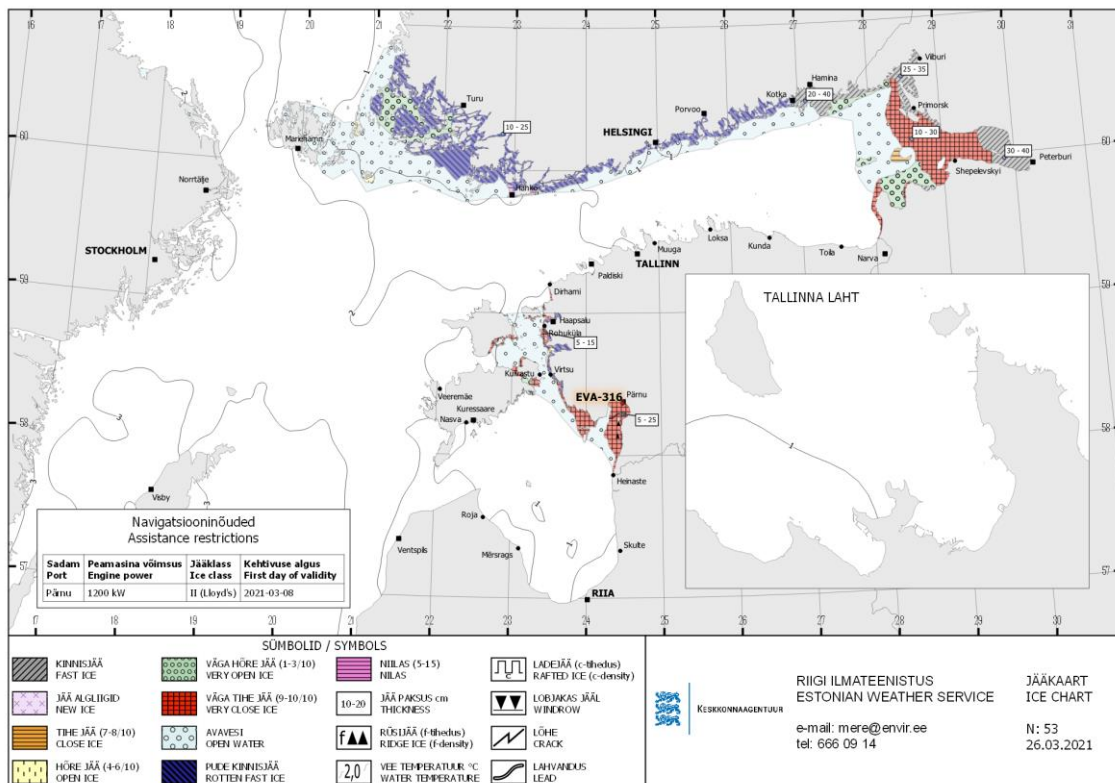 16 17 18 19 20 21 22 23 24 25 26 27 28 29 30 31
Viiburi
25 - 35
Hamina
Kotka
20 - 40
Primorsk
Turu
Porvoo
10 - 25
HELSINGI
10 - 30
60
60
Mariehamn
30 - 40
Peterburi
Shepelevskyi
Norrtälje
Hanko
Loksa
Kunda
Toila
Narva
Muuga
STOCKHOLM
TALLINN
59
59
Paldiski
Dirhami
TALLINNA LAHT
Haapsalu
Rohuküla
5 - 15
Kuivastu
Virtsu
Veeremäe
EVA-316
Pärnu
Kuressaare
Nasva
5 - 25
58
58
Heinaste
Visby
Roja
Ventspils
Mērsrags
Skulte
57
57
RIIA
Navigatsiooninõuded
Assistance restrictions
Sadam Peamasina võimsus Jääklass Kehtivuse algus
Port Engine power Ice class First day of validity
Pärnu 1200 kW II (Lloyd's) 2021-03-08
17 18 19 20 21 22 23 24 25 26 27 28 29 30
SÜMBOLID / SYMBOLS
KINNISJÄÄ
FAST ICE
VÄGA HÕRE JÄÄ (1-3/10)
VERY OPEN ICE
NIILAS (5-15)
NILAS
LADEJÄÄ (c-tihedus)
RAFTED ICE (c-density)
JÄÄ ALGLIIGID
NEW ICE
VÄGA TIHE JÄÄ (9-10/10)
VERY CLOSE ICE
10-20
JÄÄ PAKSUS cm
THICKNESS
LOBJAKAS JÄÄL
WINDROW
TIHE JÄÄ (7-8/10)
CLOSE ICE
AVAVESI
OPEN WATER
f
RÜSIJÄÄ (f-tihedus)
RIDGE ICE (f-density)
LÕHE
CRACK
HÕRE JÄÄ (4-6/10)
OPEN ICE
PUDE KINNISJÄÄ
ROTTEN FAST ICE
2,0
VEE TEMPERATUUR °C
WATER TEMPERATURE
LAHVANDUS
LEAD
KESKKONNAAGENTUUR
RIIGI ILMATEENISTUS
ESTONIAN WEATHER SERVICE
e-mail: mere@envir.ee
tel: 666 09 14
JÄÄKAART
ICE CHART
N: 53
26.03.2021